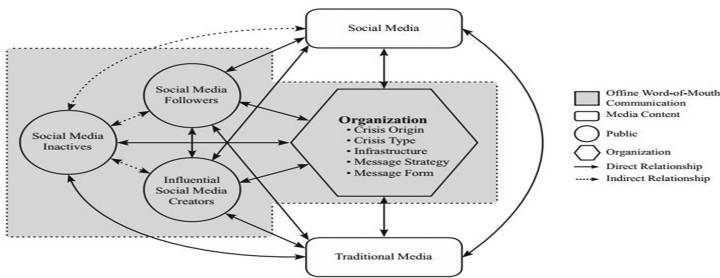 Social Media
Social Media
Followers
Social Media
Inactives
Influential
Social Media
Creators
Organization
• Crisis Origin
• Crisis Type
• Infrastructure
• Message Strategy
• Message Form
Traditional Media
Offine Word-of-Mouth
Communication
Media Content
Public
Organization
Direct Relationship
Indirect Relationship